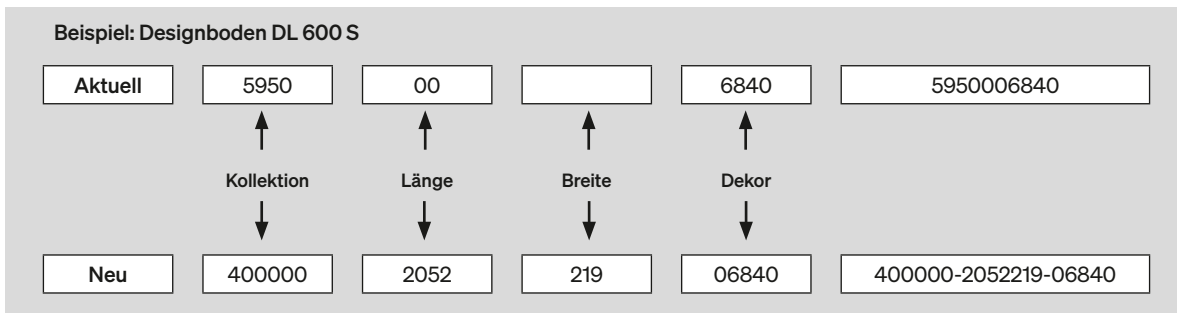 Beispiel: Designboden DL 600 S
Aktuell 5950 00 6840 5950006840
Kollektion Länge Breite Dekor
Neu 400000 2052 219 06840 400000-2052219-06840